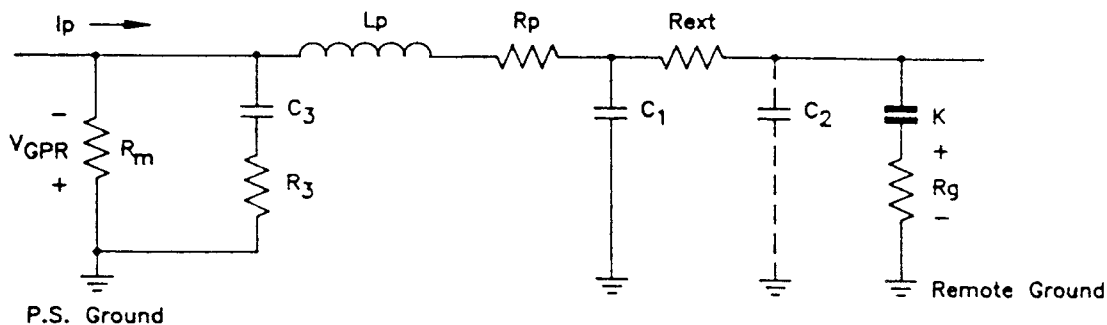 Ip
Lp
Rp
Rext
−
VGPR
+
Rm
C3
R3
C1
C2
K
+
Rg
−
P.S. Ground
Remote Ground